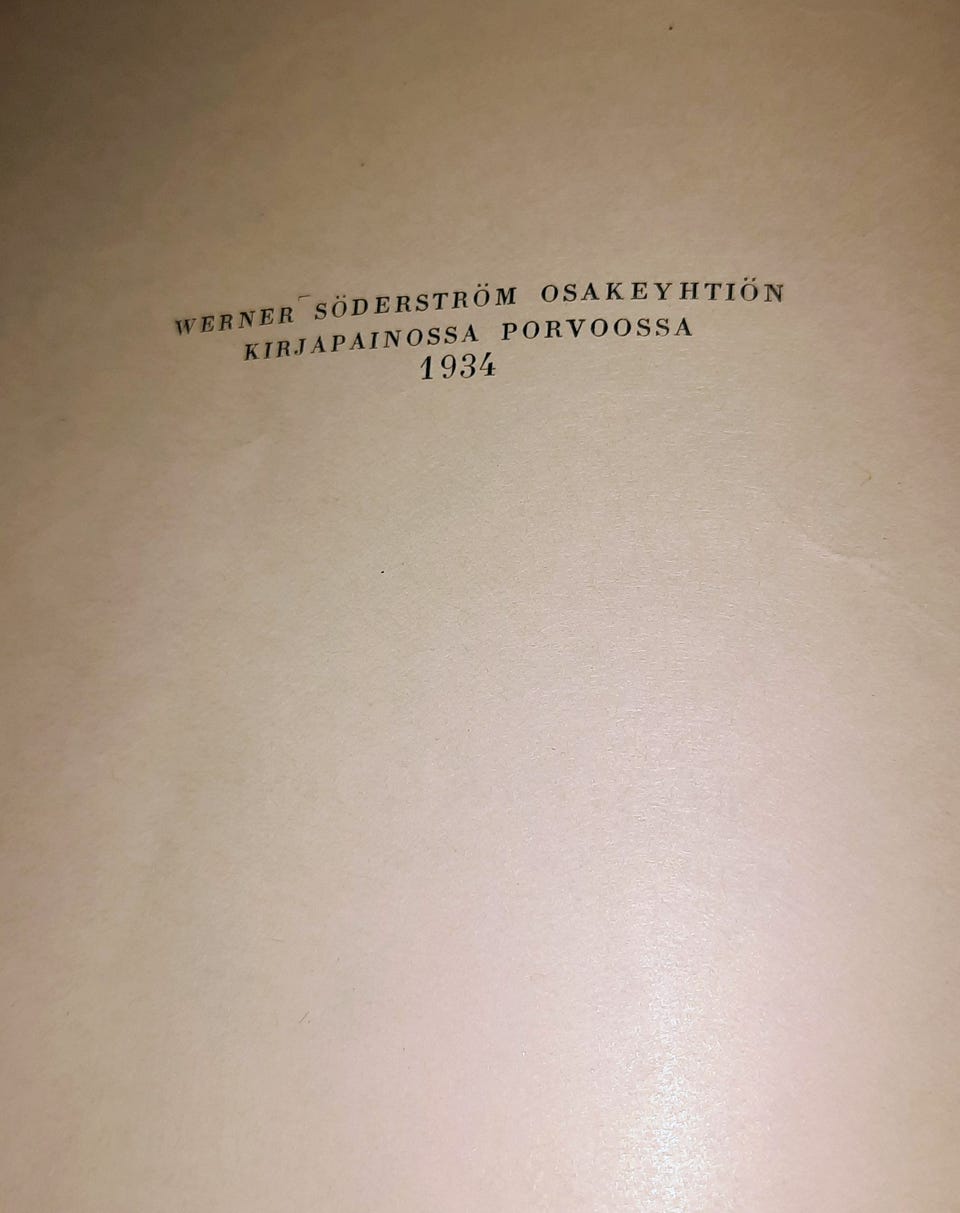 WERNER SÖDERSTRÖM OSAKEYHTIÖN
KIRJAPAINOSSA PORVOOSSA
1934